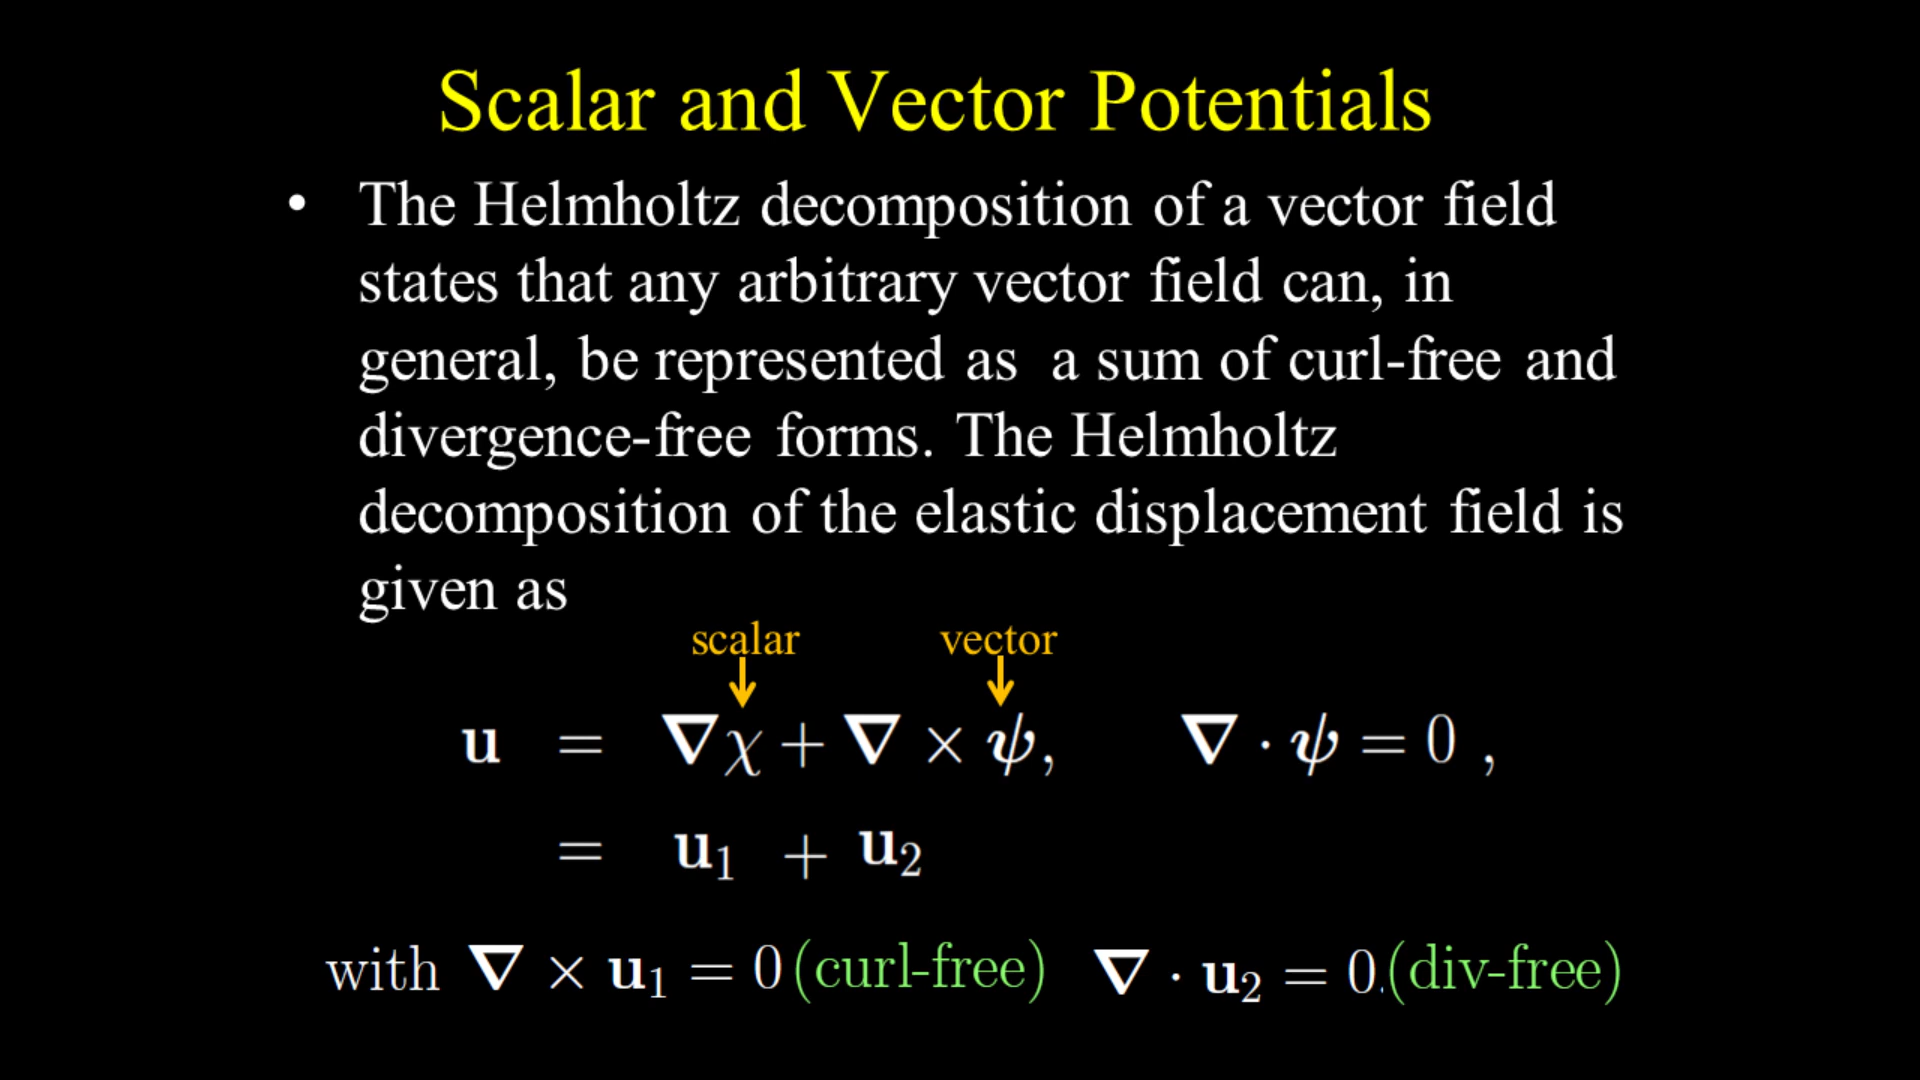 Scalar and Vector Potentials
• The Helmholtz decomposition of a vector field
states that any arbitrary vector field can, in
general, be represented as a sum of curl-free and
divergence-free forms. The Helmholtz
decomposition of the elastic displacement field is
given as
scalar vector
𝐮 = 𝛁χ + 𝛁 × 𝝍, 𝛁 · 𝝍 = 0 ,
= 𝐮₁ + 𝐮₂
with 𝛁 × 𝐮₁ = 0 (curl-free) 𝛁 · 𝐮₂ = 0. (div-free)